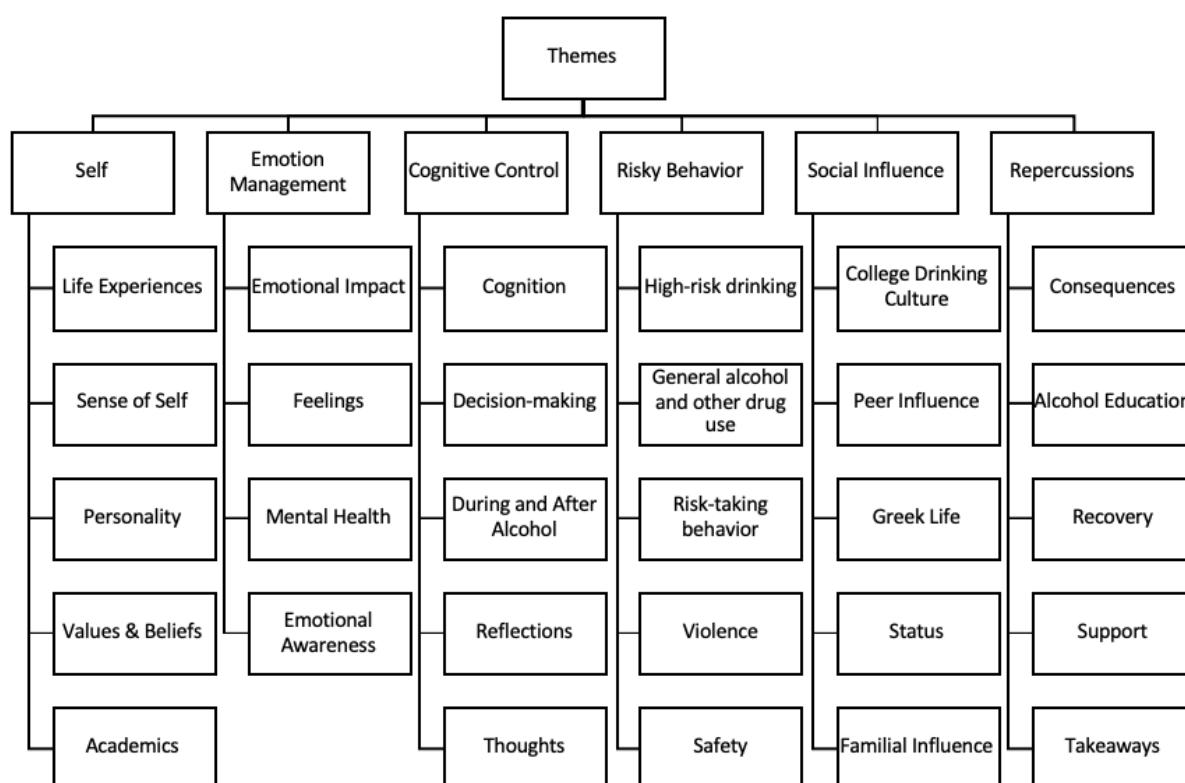 Themes
Self
Emotion
Management
Cognitive Control
Risky Behavior
Social Influence
Repercussions
Life Experiences
Emotional Impact
Cognition
High-risk drinking
College Drinking
Culture
Consequences
Sense of Self
Feelings
Decision-making
General alcohol
and other drug
use
Peer Influence
Alcohol Education
Personality
Mental Health
During and After
Alcohol
Risk-taking
behavior
Greek Life
Recovery
Values & Beliefs
Emotional
Awareness
Reflections
Violence
Status
Support
Academics
Thoughts
Safety
Familial Influence
Takeaways